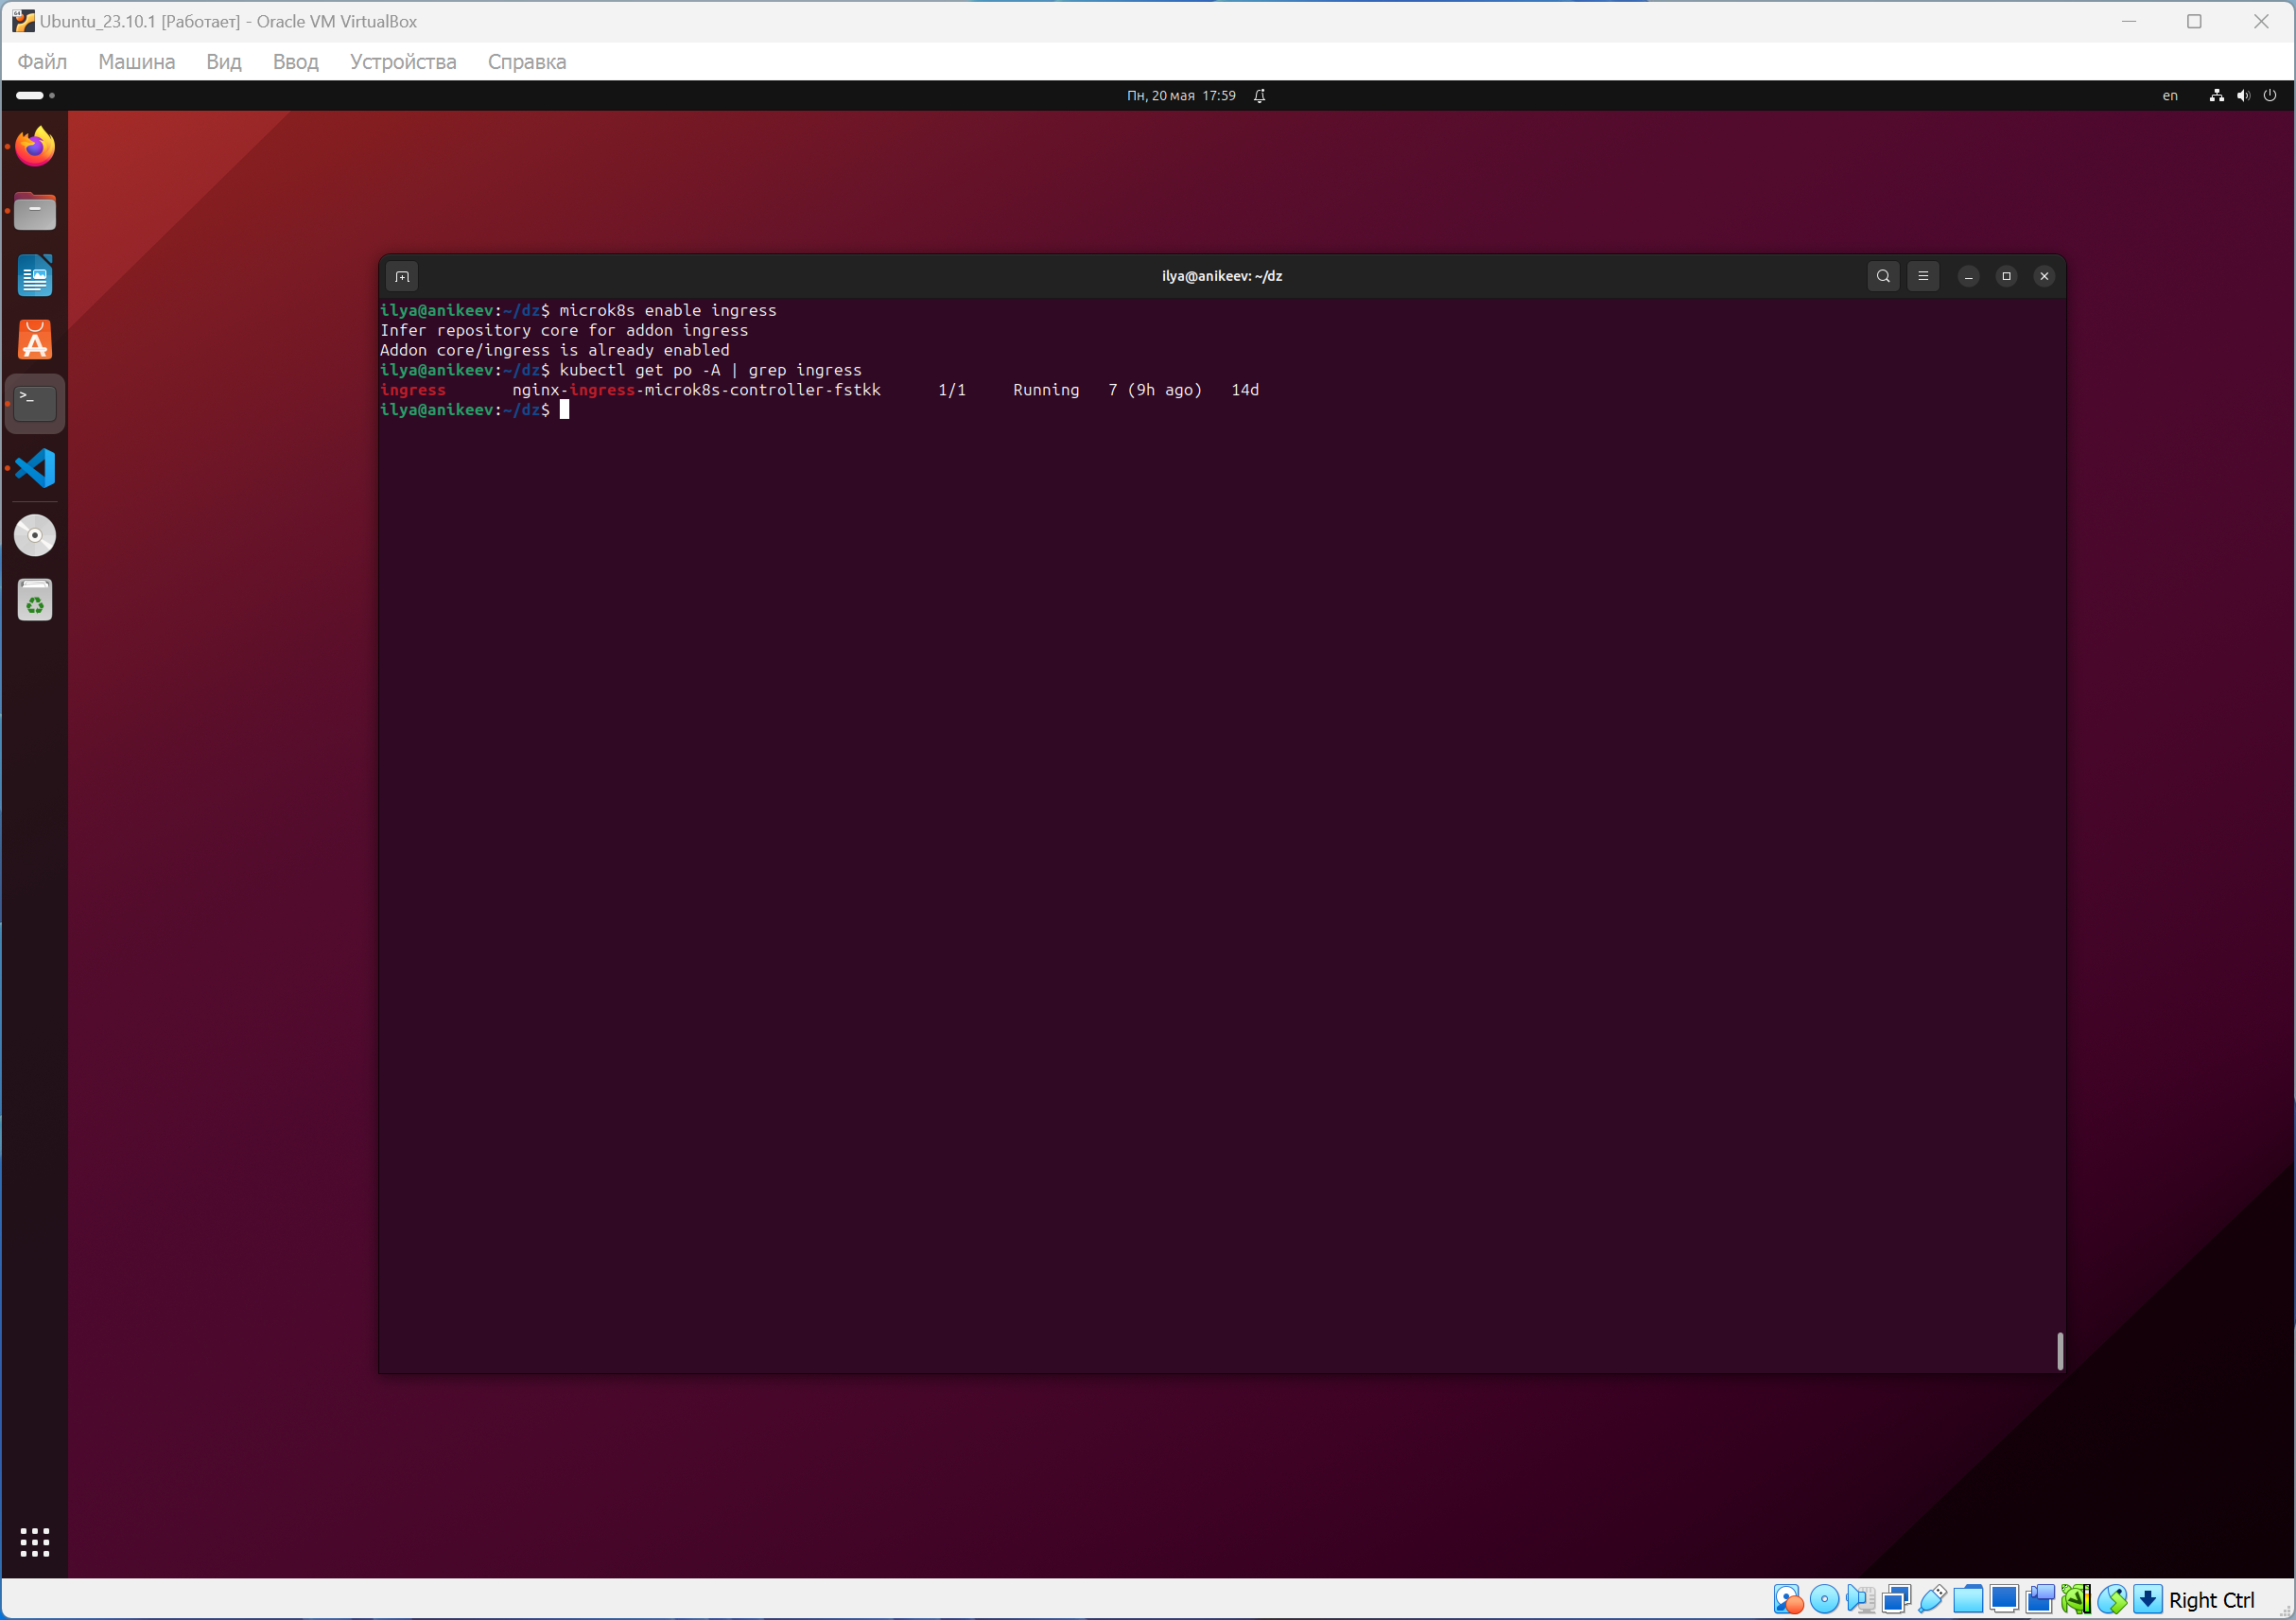 Ubuntu_23.10.1 [Работает] - Oracle VM VirtualBox
Файл Машина Вид Ввод Устройства Справка
Пн, 20 мая 17:59
en
ilya@anikeev: ~/dz
ilya@anikeev:~/dz$ microk8s enable ingress
Infer repository core for addon ingress
Addon core/ingress is already enabled
ilya@anikeev:~/dz$ kubectl get po -A | grep ingress
ingress nginx-ingress-microk8s-controller-fstkk 1/1 Running 7 (9h ago) 14d
ilya@anikeev:~/dz$
Right Ctrl